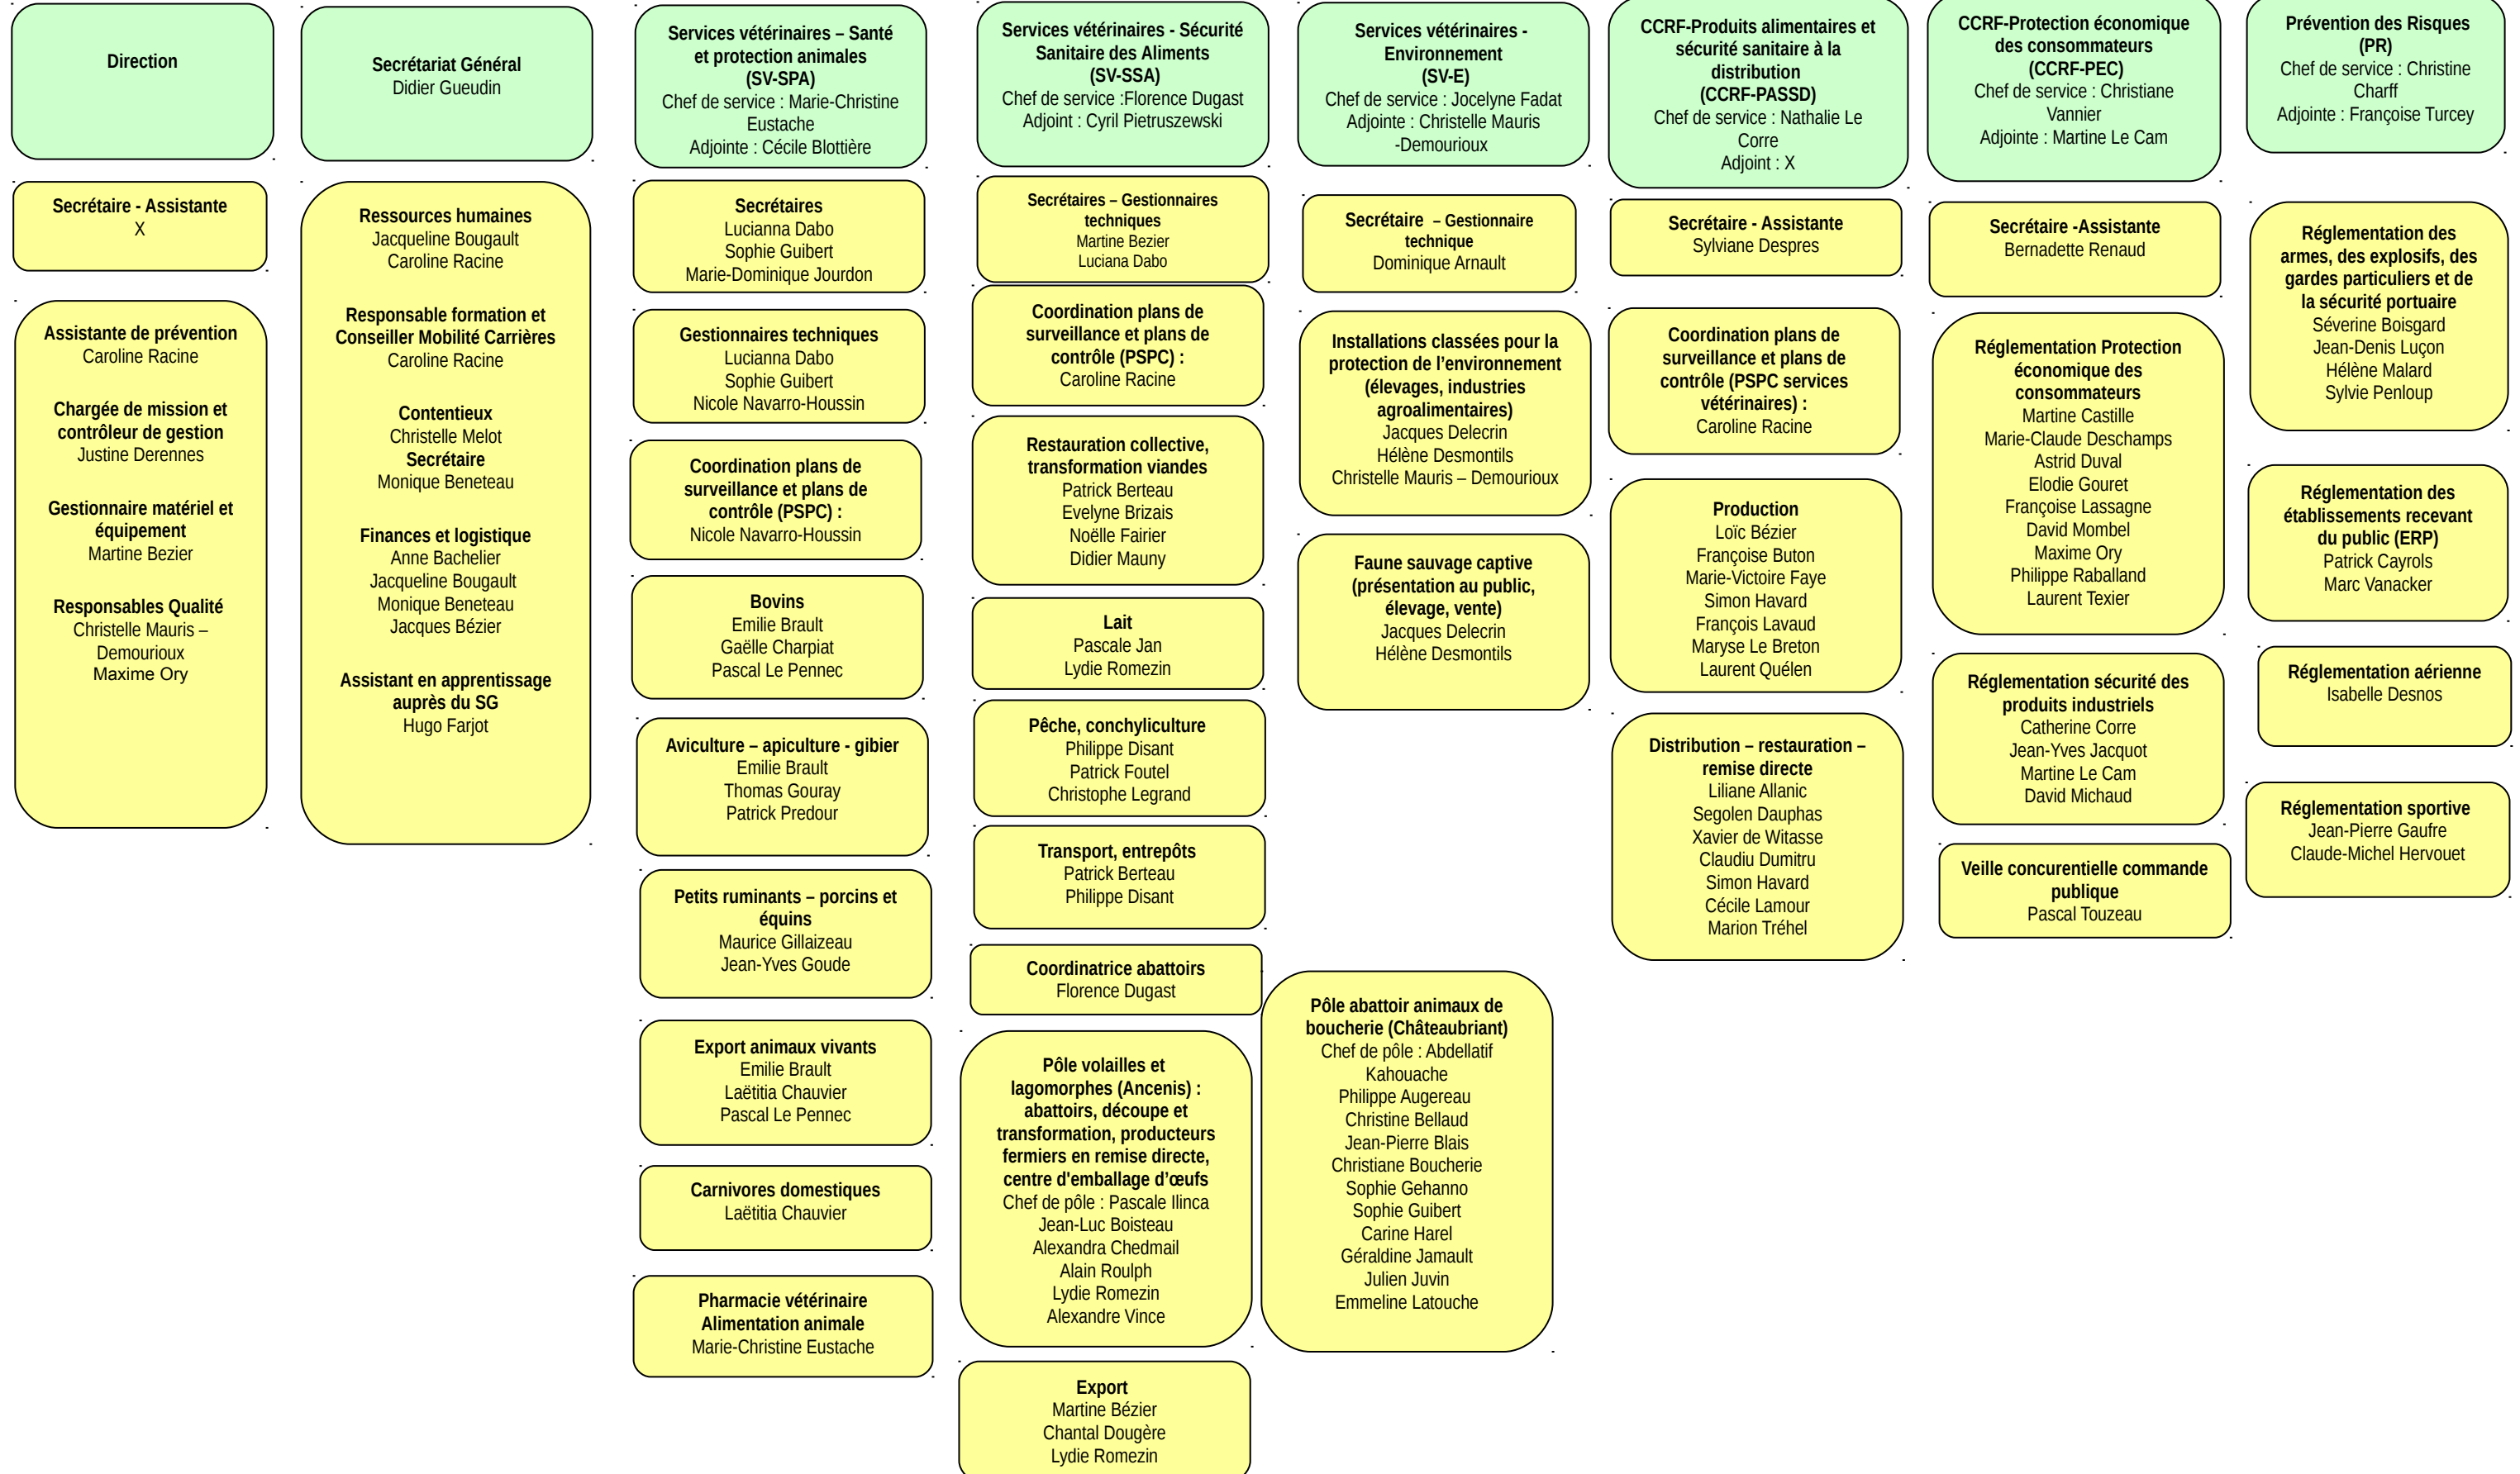 Direction
Secrétaire - Assistante
X
Assistante de prévention
Caroline Racine
Chargée de mission et
contrôleur de gestion
Justine Derennes
Gestionnaire matériel et
équipement
Martine Bezier
Responsables Qualité
Christelle Mauris –
Demourioux
Maxime Ory
Secrétariat Général
Didier Gueudin
Ressources humaines
Jacqueline Bougault
Caroline Racine
Responsable formation et
Conseiller Mobilité Carrières
Caroline Racine
Contentieux
Christelle Melot
Secrétaire
Monique Beneteau
Finances et logistique
Anne Bachelier
Jacqueline Bougault
Monique Beneteau
Jacques Bézier
Assistant en apprentissage
auprès du SG
Hugo Farjot
Services vétérinaires – Santé
et protection animales
(SV-SPA)
Chef de service : Marie-Christine
Eustache
Adjointe : Cécile Blottière
Secrétaires
Lucianna Dabo
Sophie Guibert
Marie-Dominique Jourdon
Gestionnaires techniques
Lucianna Dabo
Sophie Guibert
Nicole Navarro-Houssin
Coordination plans de
surveillance et plans de
contrôle (PSPC) :
Nicole Navarro-Houssin
Bovins
Emilie Brault
Gaëlle Charpiat
Pascal Le Pennec
Aviculture – apiculture - gibier
Emilie Brault
Thomas Gouray
Patrick Predour
Petits ruminants – porcins et
équins
Maurice Gillaizeau
Jean-Yves Goude
Export animaux vivants
Emilie Brault
Laëtitia Chauvier
Pascal Le Pennec
Carnivores domestiques
Laëtitia Chauvier
Pharmacie vétérinaire
Alimentation animale
Marie-Christine Eustache
Services vétérinaires - Sécurité
Sanitaire des Aliments
(SV-SSA)
Chef de service :Florence Dugast
Adjoint : Cyril Pietruszewski
Secrétaires – Gestionnaires
techniques
Martine Bezier
Luciana Dabo
Coordination plans de
surveillance et plans de
contrôle (PSPC) :
Caroline Racine
Restauration collective,
transformation viandes
Patrick Berteau
Evelyne Brizais
Noëlle Fairier
Didier Mauny
Lait
Pascale Jan
Lydie Romezin
Pêche, conchyliculture
Philippe Disant
Patrick Foutel
Christophe Legrand
Transport, entrepôts
Patrick Berteau
Philippe Disant
Coordinatrice abattoirs
Florence Dugast
Pôle volailles et
lagomorphes (Ancenis) :
abattoirs, découpe et
transformation, producteurs
fermiers en remise directe,
centre d'emballage d’œufs
Chef de pôle : Pascale Ilinca
Jean-Luc Boisteau
Alexandra Chedmail
Alain Roulph
Lydie Romezin
Alexandre Vince
Export
Martine Bézier
Chantal Dougère
Lydie Romezin
Pôle abattoir animaux de
boucherie (Châteaubriant)
Chef de pôle : Abdellatif
Kahouache
Philippe Augereau
Christine Bellaud
Jean-Pierre Blais
Christiane Boucherie
Sophie Gehanno
Sophie Guibert
Carine Harel
Géraldine Jamault
Julien Juvin
Emmeline Latouche
Services vétérinaires -
Environnement
(SV-E)
Chef de service : Jocelyne Fadat
Adjointe : Christelle Mauris
-Demourioux
Secrétaire – Gestionnaire
technique
Dominique Arnault
Installations classées pour la
protection de l’environnement
(élevages, industries
agroalimentaires)
Jacques Delecrin
Hélène Desmontils
Christelle Mauris – Demourioux
Faune sauvage captive
(présentation au public,
élevage, vente)
Jacques Delecrin
Hélène Desmontils
CCRF-Produits alimentaires et
sécurité sanitaire à la
distribution
(CCRF-PASSD)
Chef de service : Nathalie Le
Corre
Adjoint : X
Secrétaire - Assistante
Sylviane Despres
Coordination plans de
surveillance et plans de
contrôle (PSPC services
vétérinaires) :
Caroline Racine
Production
Loïc Bézier
Françoise Buton
Marie-Victoire Faye
Simon Havard
François Lavaud
Maryse Le Breton
Laurent Quélen
Distribution – restauration –
remise directe
Liliane Allanic
Segolen Dauphas
Xavier de Witasse
Claudiu Dumitru
Simon Havard
Cécile Lamour
Marion Tréhel
CCRF-Protection économique
des consommateurs
(CCRF-PEC)
Chef de service : Christiane
Vannier
Adjointe : Martine Le Cam
Secrétaire -Assistante
Bernadette Renaud
Réglementation Protection
économique des
consommateurs
Martine Castille
Marie-Claude Deschamps
Astrid Duval
Elodie Gouret
Françoise Lassagne
David Mombel
Maxime Ory
Philippe Raballand
Laurent Texier
Réglementation sécurité des
produits industriels
Catherine Corre
Jean-Yves Jacquot
Martine Le Cam
David Michaud
Veille concurentielle commande
publique
Pascal Touzeau
Prévention des Risques
(PR)
Chef de service : Christine
Charff
Adjointe : Françoise Turcey
Réglementation des
armes, des explosifs, des
gardes particuliers et de
la sécurité portuaire
Séverine Boisgard
Jean-Denis Luçon
Hélène Malard
Sylvie Penloup
Réglementation des
établissements recevant
du public (ERP)
Patrick Cayrols
Marc Vanacker
Réglementation aérienne
Isabelle Desnos
Réglementation sportive
Jean-Pierre Gaufre
Claude-Michel Hervouet